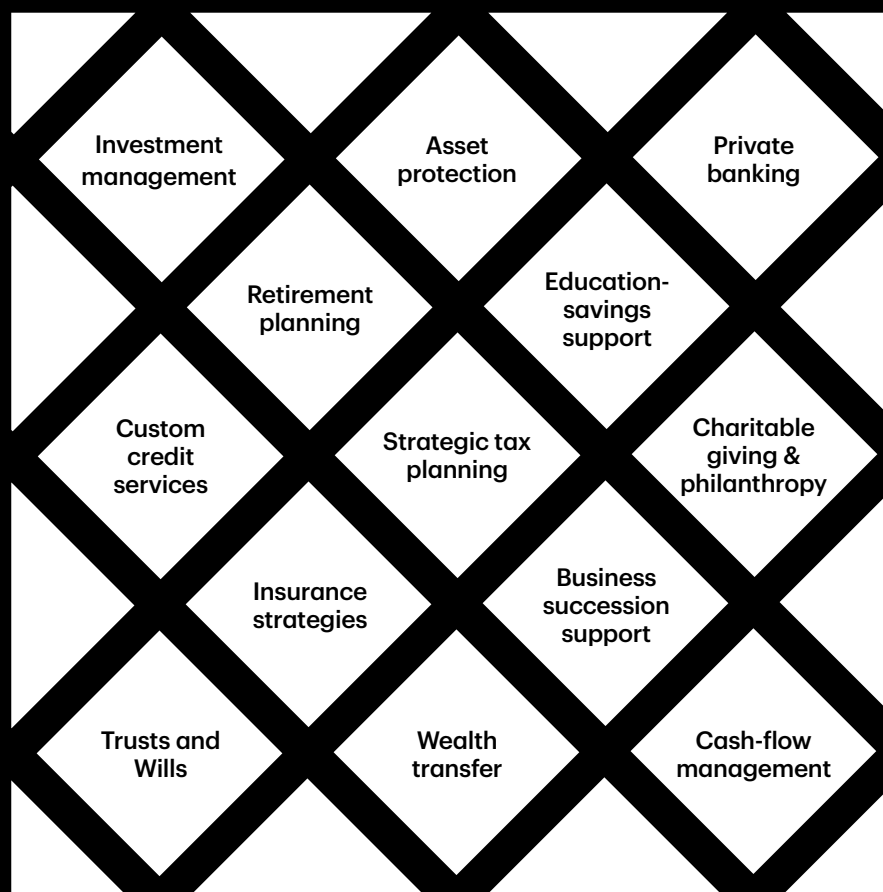 Investment
management
Asset
protection
Private
banking
Retirement
planning
Education-
savings
support
Custom
credit
services
Strategic tax
planning
Charitable
giving &
philanthropy
Insurance
strategies
Business
succession
support
Trusts and
Wills
Wealth
transfer
Cash-flow
management